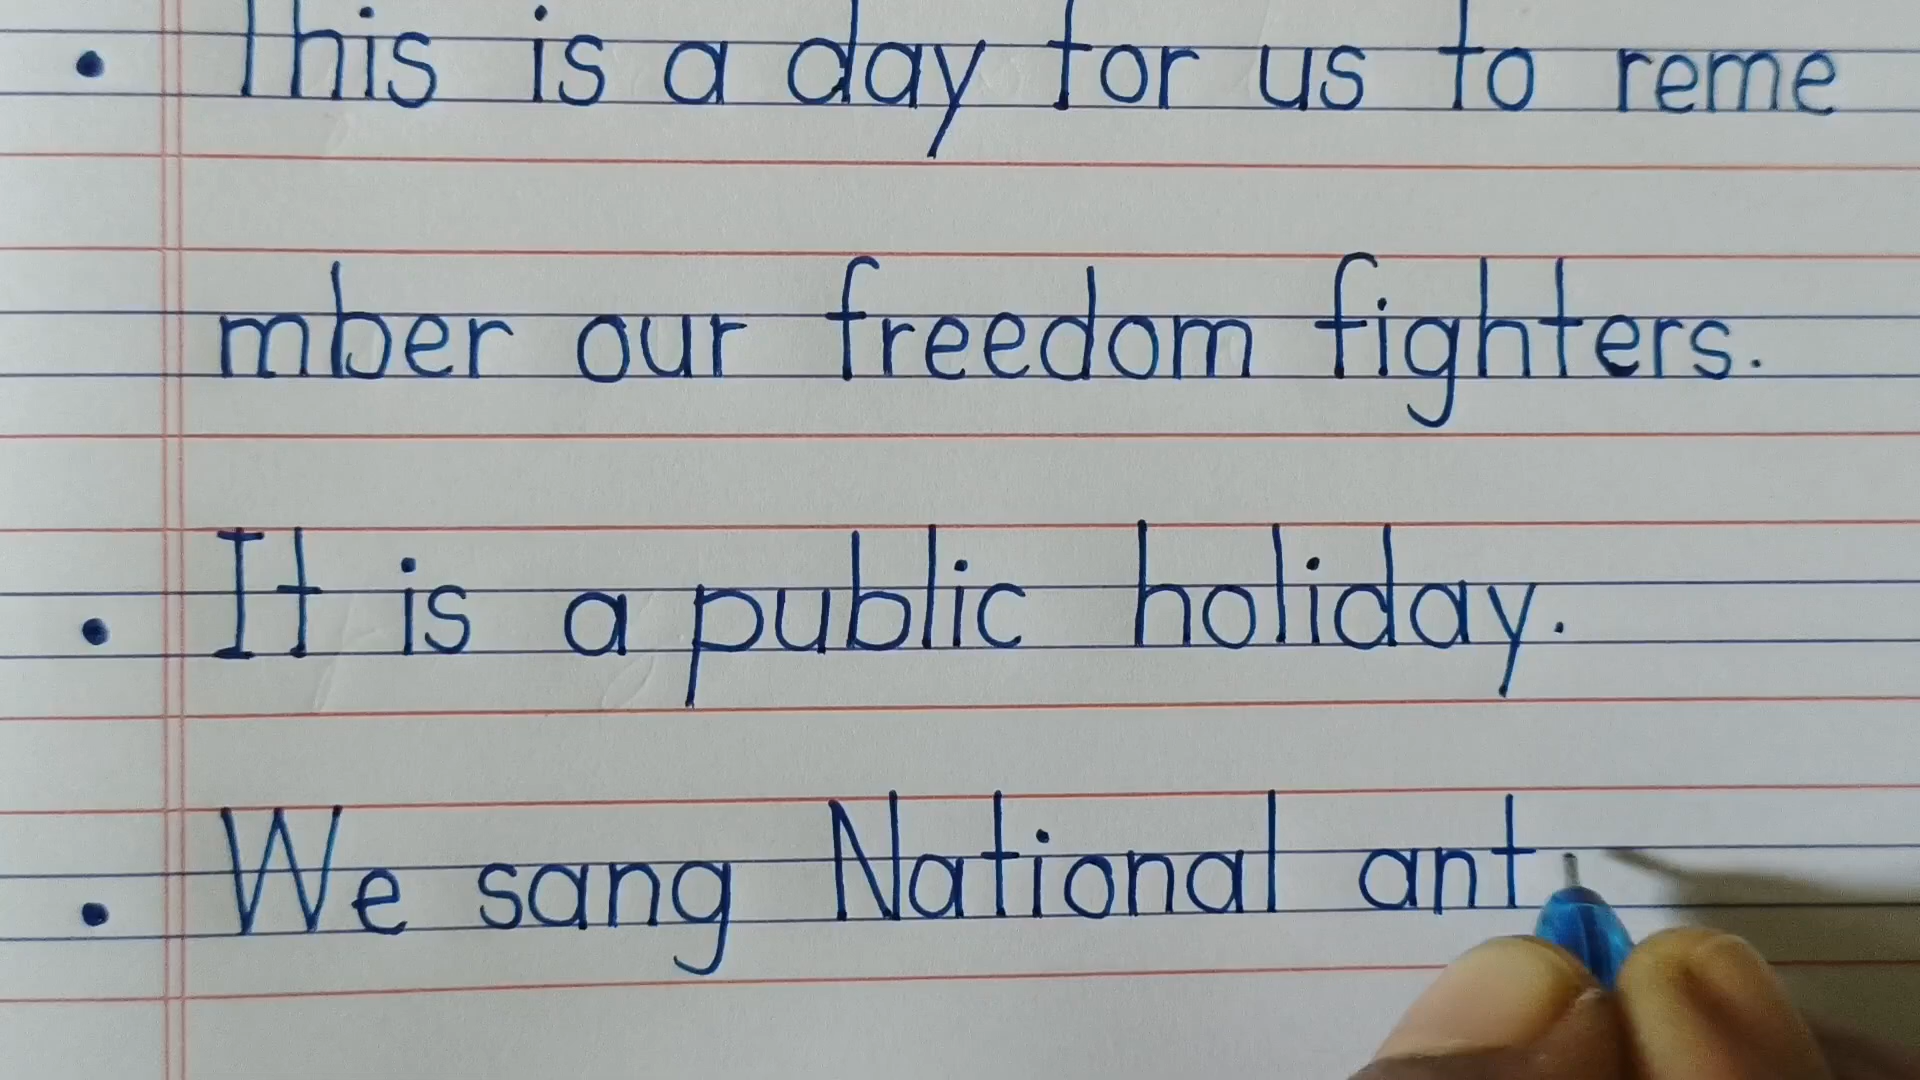 • This is a day for us to reme
mber our freedom fighters.
• It is a public holiday.
• We sang National ant